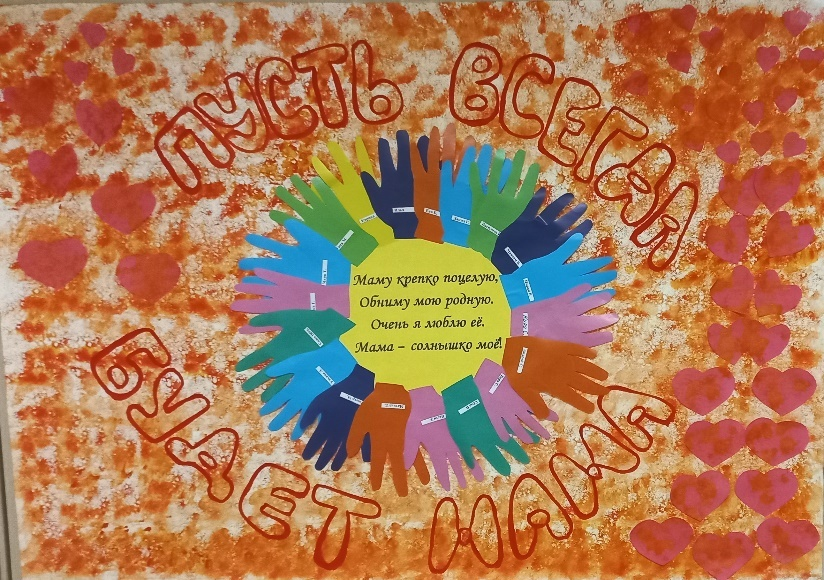 ПУСТЬ ВСЕГДА
Маму крепко поцелую,
Обниму мою родную.
Очень я люблю её.
Мама – солнышко моё!
БУДЕТ МАМА